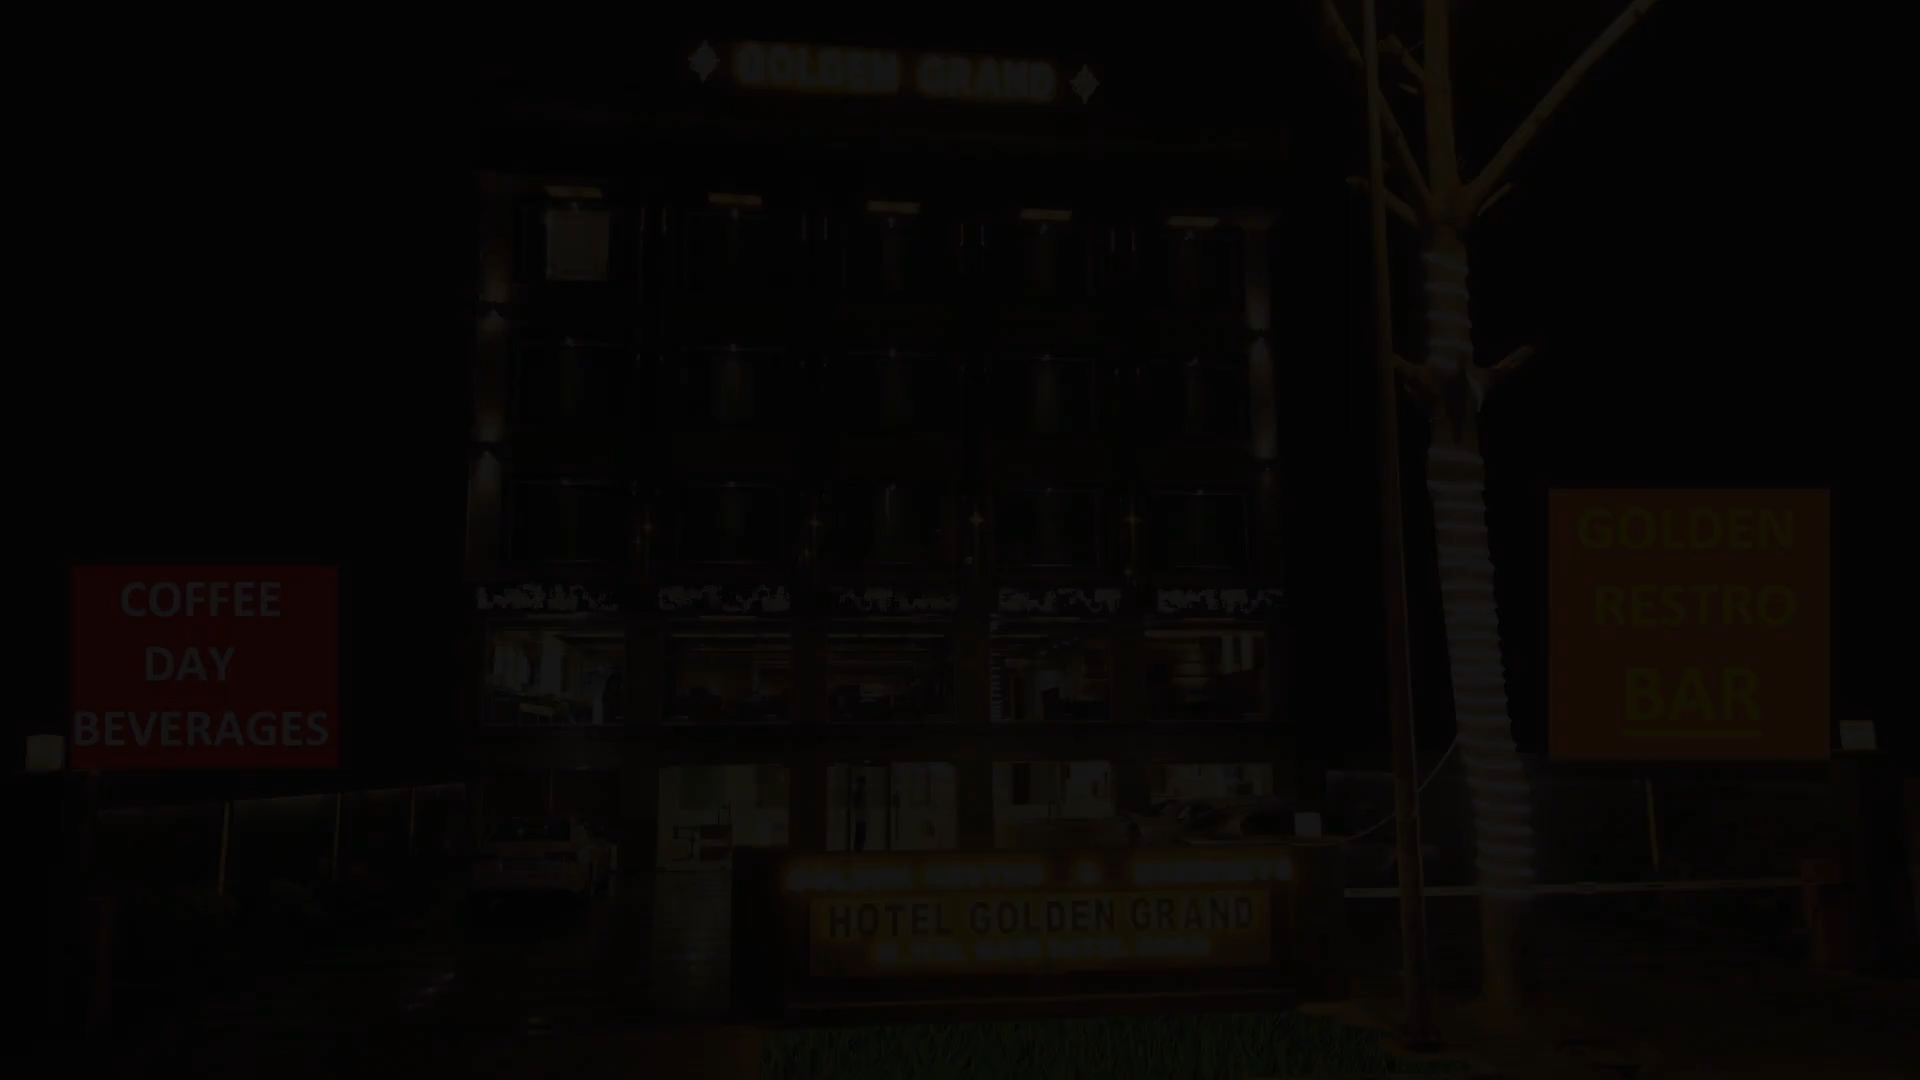 GOLDEN GRAND
COFFEE
DAY
BEVERAGES
GOLDEN
RESTRO
BAR
HOTEL GOLDEN GRAND